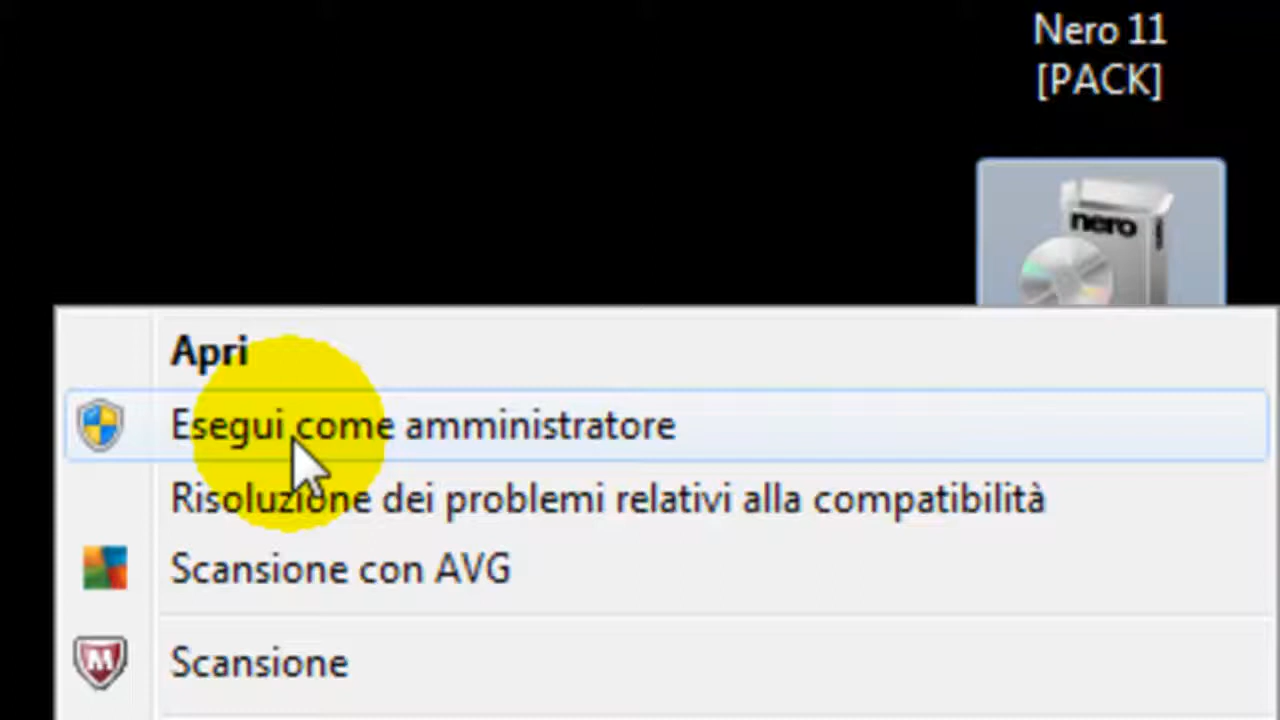 Nero 11
[PACK]
nero
Apri
Esegui come amministratore
Risoluzione dei problemi relativi alla compatibilità
Scansione con AVG
Scansione